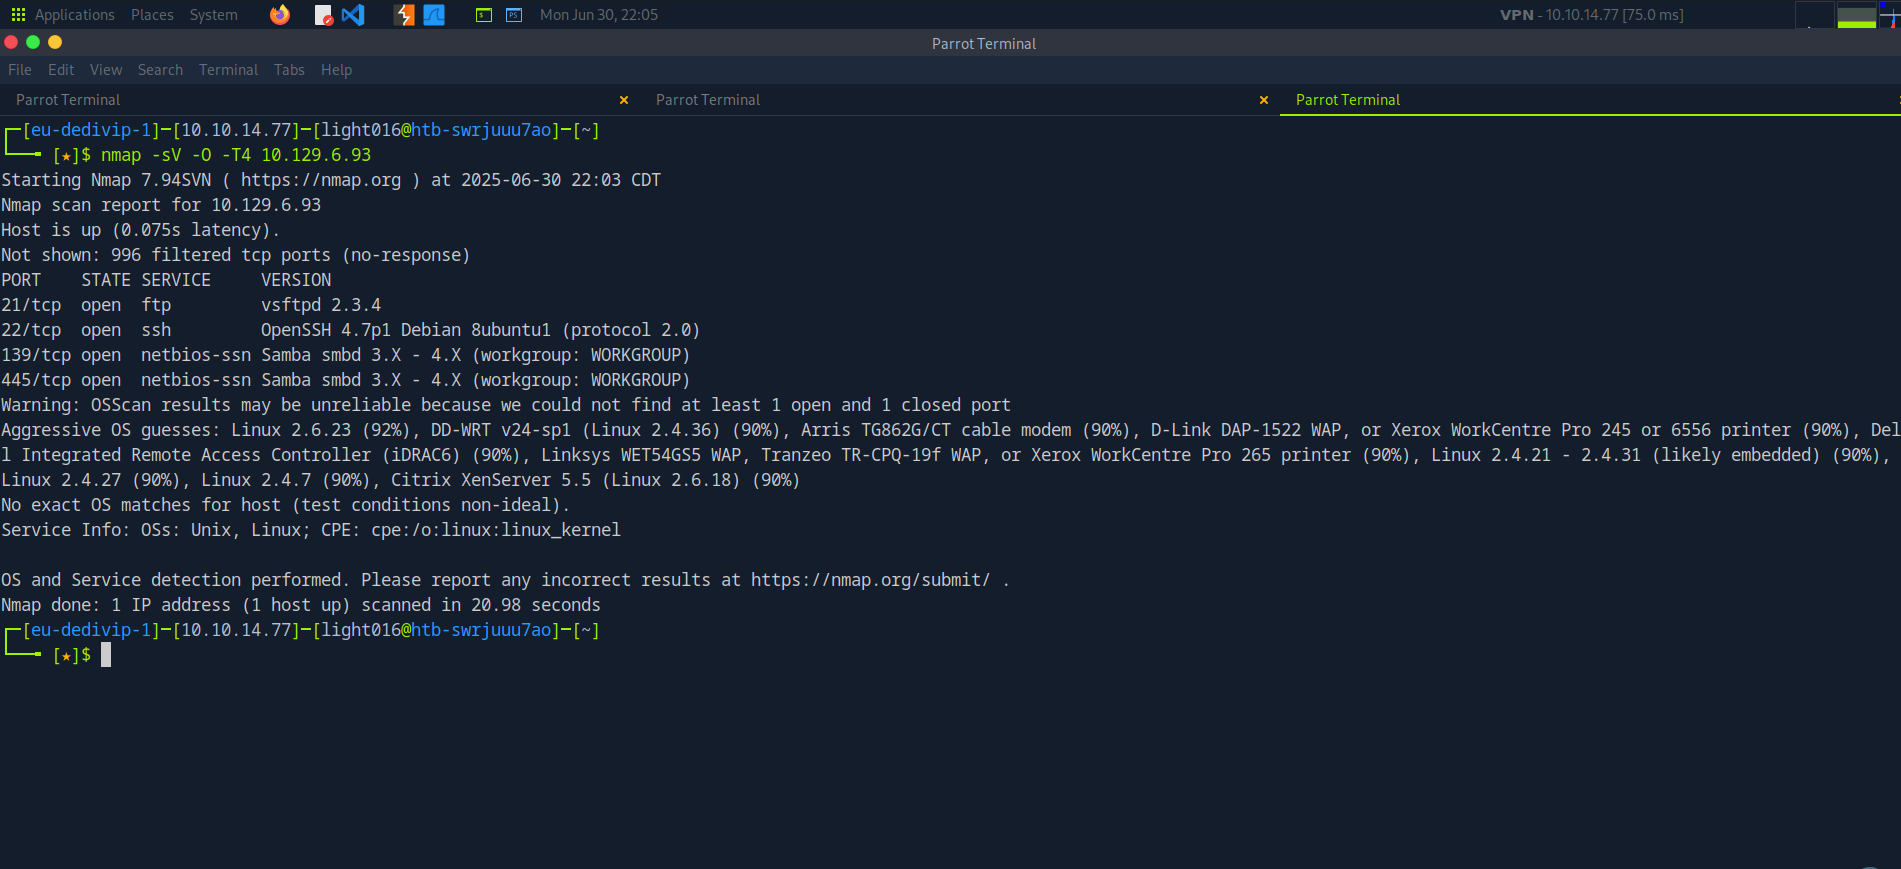 Applications Places System Mon Jun 30, 22:05 VPN - 10.10.14.77 [75.0 ms]
Parrot Terminal
File Edit View Search Terminal Tabs Help
Parrot Terminal × Parrot Terminal × Parrot Terminal
[eu-dedivip-1]─[10.10.14.77]─[light016@htb-swrjuuu7ao]─[~]
[★]$ nmap -sV -O -T4 10.129.6.93
Starting Nmap 7.94SVN ( https://nmap.org ) at 2025-06-30 22:03 CDT
Nmap scan report for 10.129.6.93
Host is up (0.075s latency).
Not shown: 996 filtered tcp ports (no-response)
PORT    STATE SERVICE     VERSION
21/tcp  open  ftp         vsftpd 2.3.4
22/tcp  open  ssh         OpenSSH 4.7p1 Debian 8ubuntu1 (protocol 2.0)
139/tcp open  netbios-ssn Samba smbd 3.X - 4.X (workgroup: WORKGROUP)
445/tcp open  netbios-ssn Samba smbd 3.X - 4.X (workgroup: WORKGROUP)
Warning: OSScan results may be unreliable because we could not find at least 1 open and 1 closed port
Aggressive OS guesses: Linux 2.6.23 (92%), DD-WRT v24-sp1 (Linux 2.4.36) (90%), Arris TG862G/CT cable modem (90%), D-Link DAP-1522 WAP, or Xerox WorkCentre Pro 245 or 6556 printer (90%), Del
l Integrated Remote Access Controller (iDRAC6) (90%), Linksys WET54GS5 WAP, Tranzeo TR-CPQ-19f WAP, or Xerox WorkCentre Pro 265 printer (90%), Linux 2.4.21 - 2.4.31 (likely embedded) (90%),
Linux 2.4.27 (90%), Linux 2.4.7 (90%), Citrix XenServer 5.5 (Linux 2.6.18) (90%)
No exact OS matches for host (test conditions non-ideal).
Service Info: OSs: Unix, Linux; CPE: cpe:/o:linux:linux_kernel
OS and Service detection performed. Please report any incorrect results at https://nmap.org/submit/ .
Nmap done: 1 IP address (1 host up) scanned in 20.98 seconds
[eu-dedivip-1]─[10.10.14.77]─[light016@htb-swrjuuu7ao]─[~]
[★]$